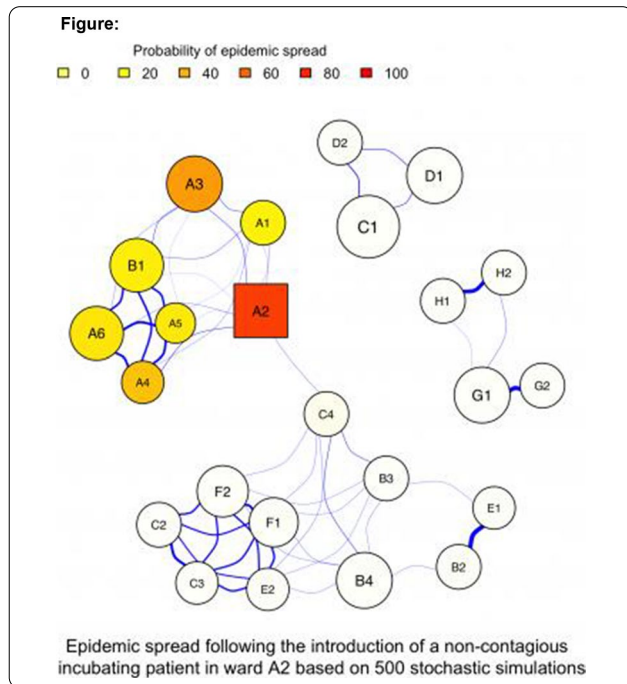 Figure:
Probability of epidemic spread
0 20 40 60 80 100
D2
A3
D1
A1
C1
B1
H2
H1
A2
A5
A6
A4
G2
G1
C4
B3
F2
E1
F1
C2
B2
B4
C3
E2
Epidemic spread following the introduction of a non-contagious
incubating patient in ward A2 based on 500 stochastic simulations